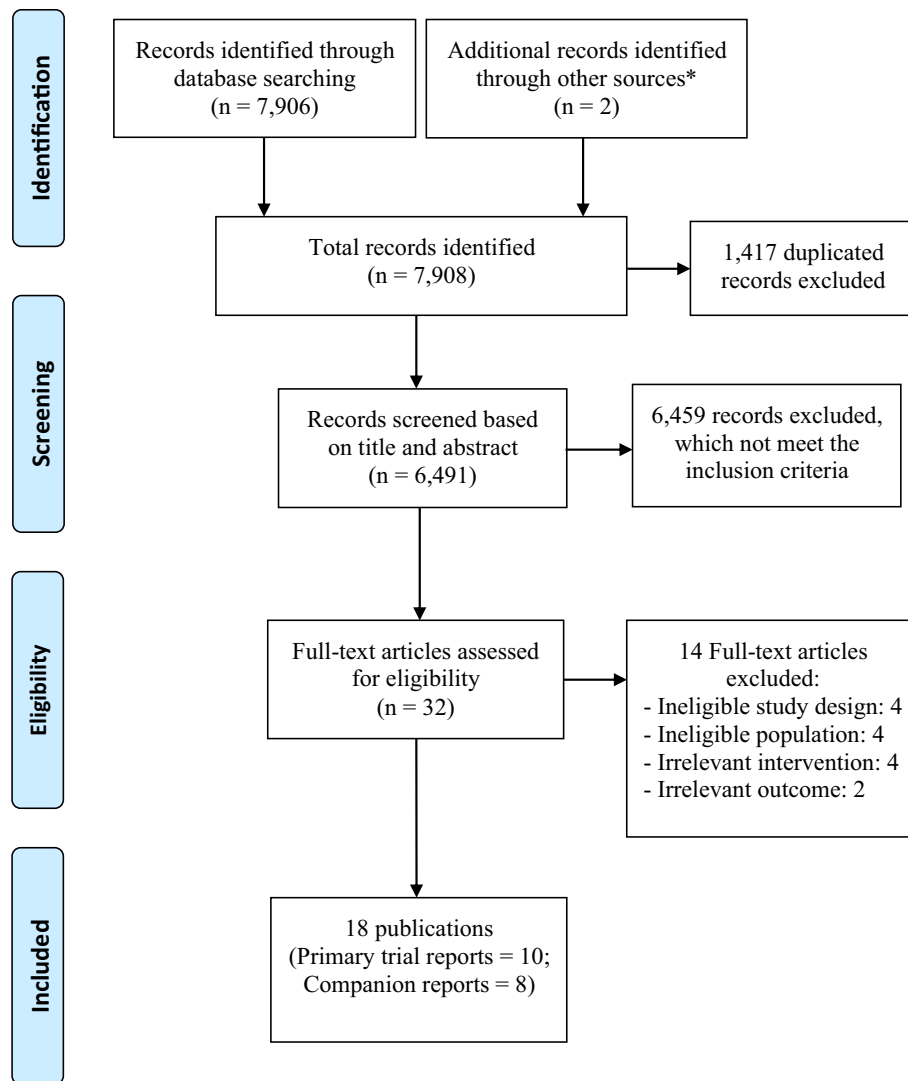 Identification
Records identified through
database searching
(n = 7,906)
Additional records identified
through other sources*
(n = 2)
Total records identified
(n = 7,908)
1,417 duplicated
records excluded
Screening
Records screened based
on title and abstract
(n = 6,491)
6,459 records excluded,
which not meet the
inclusion criteria
Eligibility
Full-text articles assessed
for eligibility
(n = 32)
14 Full-text articles
excluded:
- Ineligible study design: 4
- Ineligible population: 4
- Irrelevant intervention: 4
- Irrelevant outcome: 2
Included
18 publications
(Primary trial reports = 10;
Companion reports = 8)